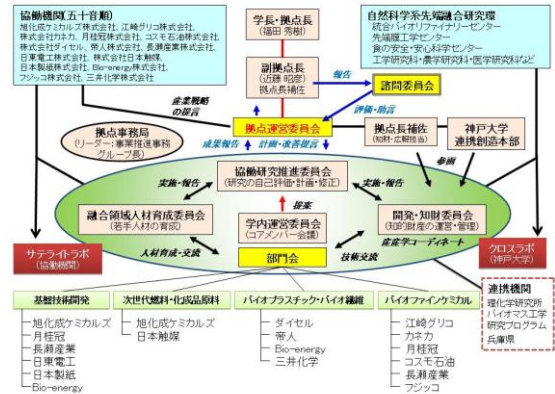 協働機関(五十音順)
旭化成ケミカルズ株式会社、江崎グリコ株式会社、
株式会社カネカ、月桂冠株式会社、コスモ石油株式会社、
株式会社ダイセル、帝人株式会社、長瀬産業株式会社、
日東電工株式会社、株式会社日本触媒、
日本製紙株式会社、Bio-energy株式会社、
フジッコ株式会社、三井化学株式会社
学長・拠点長
(福田 秀樹)
自然科学系先端融合研究環
統合バイオリファイナリーセンター
先端膜工学センター
食の安全・安心科学センター
工学研究科・農学研究科・医学研究科など
副拠点長
(近藤 昭彦)
拠点長補佐
報告
諮問委員会
評価・助言
産業戦略
の提言
拠点運営委員会
拠点長補佐
(知財・広報担当)
神戸大学
連携創造本部
拠点事務局
(リーダー:事業推進事務
グループ長)
成果報告
計画・改善提言
参画
協働研究推進委員会
(研究の自己評価・計画・修正)
実施・報告
実施・報告
提案
融合領域人材育成委員会
(若手人材の育成)
学内運営委員会
(コアメンバー会議)
開発・知財委員会
(知的財産の運営・管理)
産産学コーディネート
サテライトラボ
(協働機関)
人材育成・交流
部門会
技術交流
クロスラボ
(神戸大学)
連携機関
理化学研究所
バイオマス工学
研究プログラム
兵庫県
基盤技術開発
旭化成ケミカルズ
月桂冠
長瀬産業
日東電工
日本製紙
Bio-energy
次世代燃料・化成品原料
旭化成ケミカルズ
日本触媒
バイオプラスチック・バイオ繊維
ダイセル
帝人
Bio-energy
三井化学
バイオファインケミカル
江崎グリコ
カネカ
月桂冠
コスモ石油
長瀬産業
フジッコ